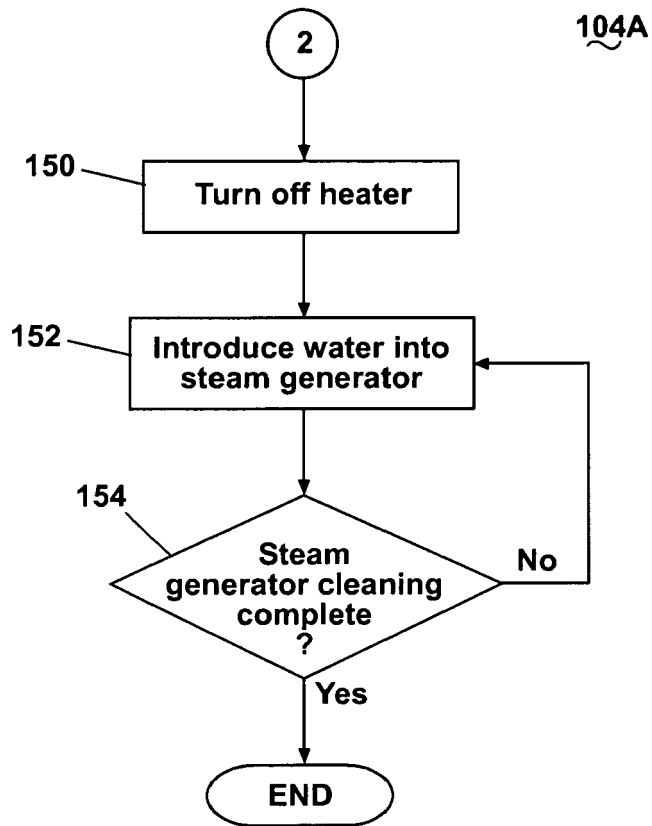 2
104A
150
Turn off heater
152
Introduce water into
steam generator
154
Steam
generator cleaning
complete
?
No
Yes
END